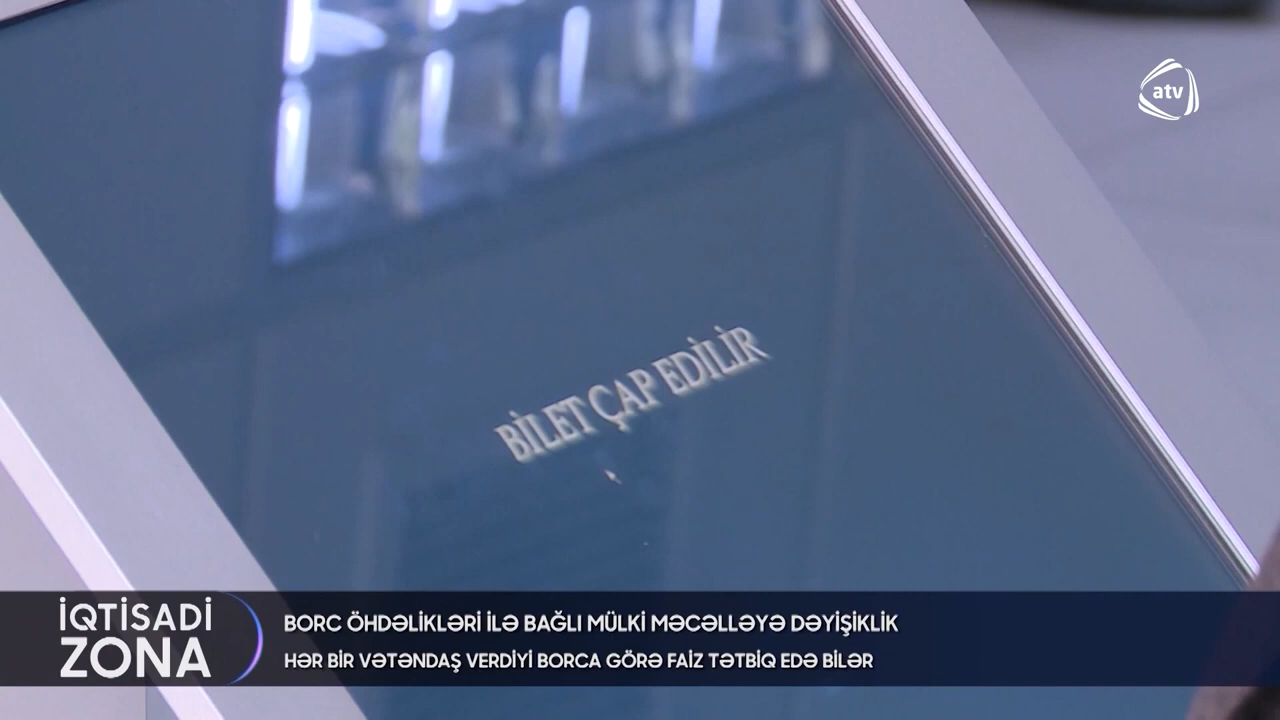 atv
BİLET ÇAP EDİLİR
İQTİSADİ
ZONA
BORC ÖHDƏLİKLƏRİ İLƏ BAĞLI MÜLKİ MƏCƏLLƏYƏ DƏYİŞİKLİK
HƏR BİR VƏTƏNDAŞ VERDİYİ BORCA GÖRƏ FAİZ TƏTBİQ EDƏ BİLƏR